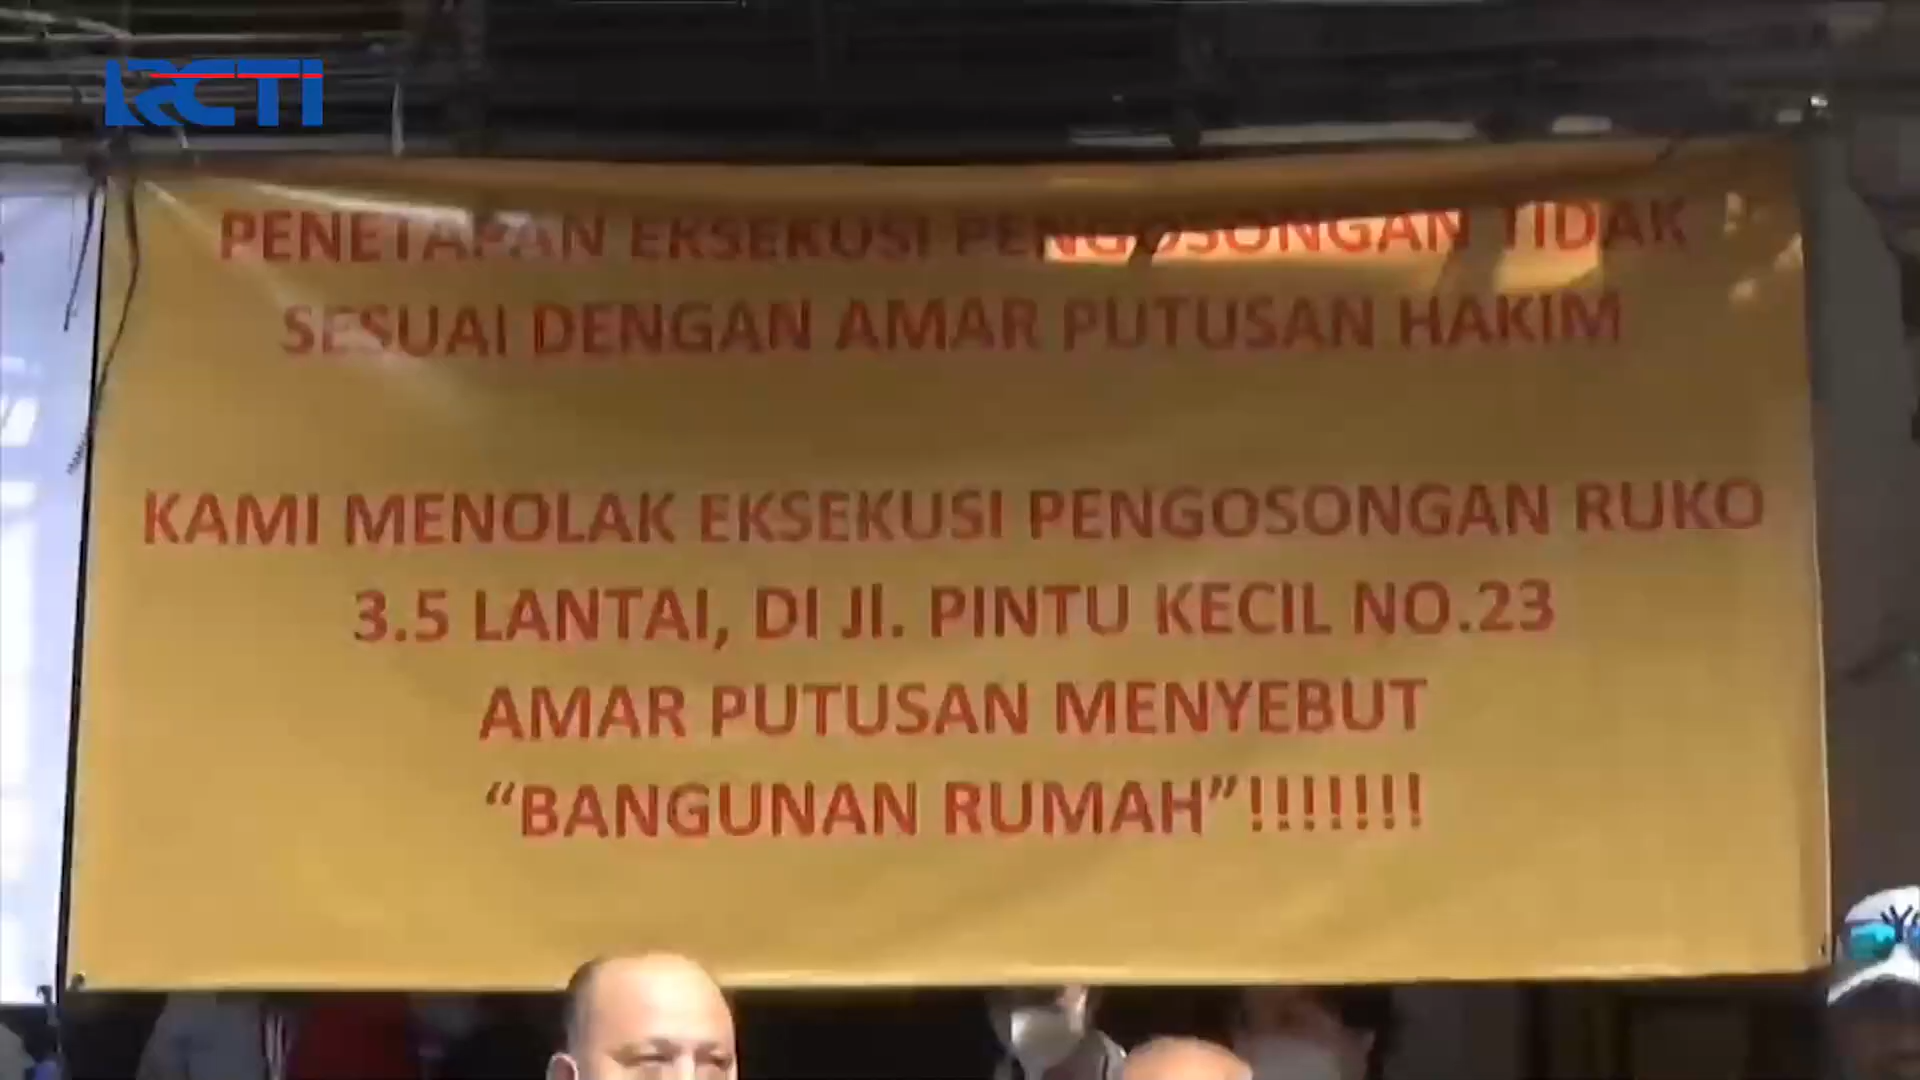 RCTI
PENETAPAN EKSEKUSI PENGOSONGAN TIDAK
SESUAI DENGAN AMAR PUTUSAN HAKIM
KAMI MENOLAK EKSEKUSI PENGOSONGAN RUKO
3.5 LANTAI, DI Jl. PINTU KECIL NO.23
AMAR PUTUSAN MENYEBUT
“BANGUNAN RUMAH”!!!!!!!